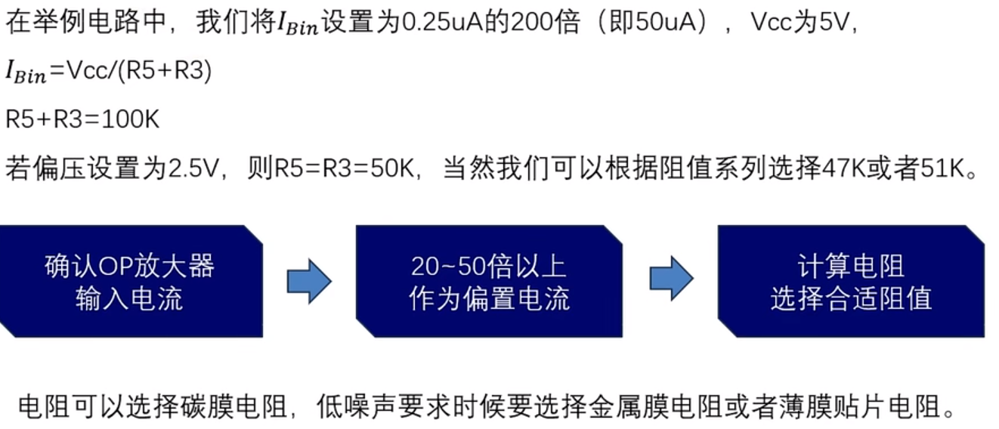 在举例电路中，我们将I_Bin设置为0.25uA的200倍（即50uA），Vcc为5V，
I_Bin=Vcc/(R5+R3)
R5+R3=100K
若偏压设置为2.5V，则R5=R3=50K，当然我们可以根据阻值系列选择47K或者51K。
确认OP放大器
输入电流
20~50倍以上
作为偏置电流
计算电阻
选择合适阻值
电阻可以选择碳膜电阻，低噪声要求时候要选择金属膜电阻或者薄膜贴片电阻。